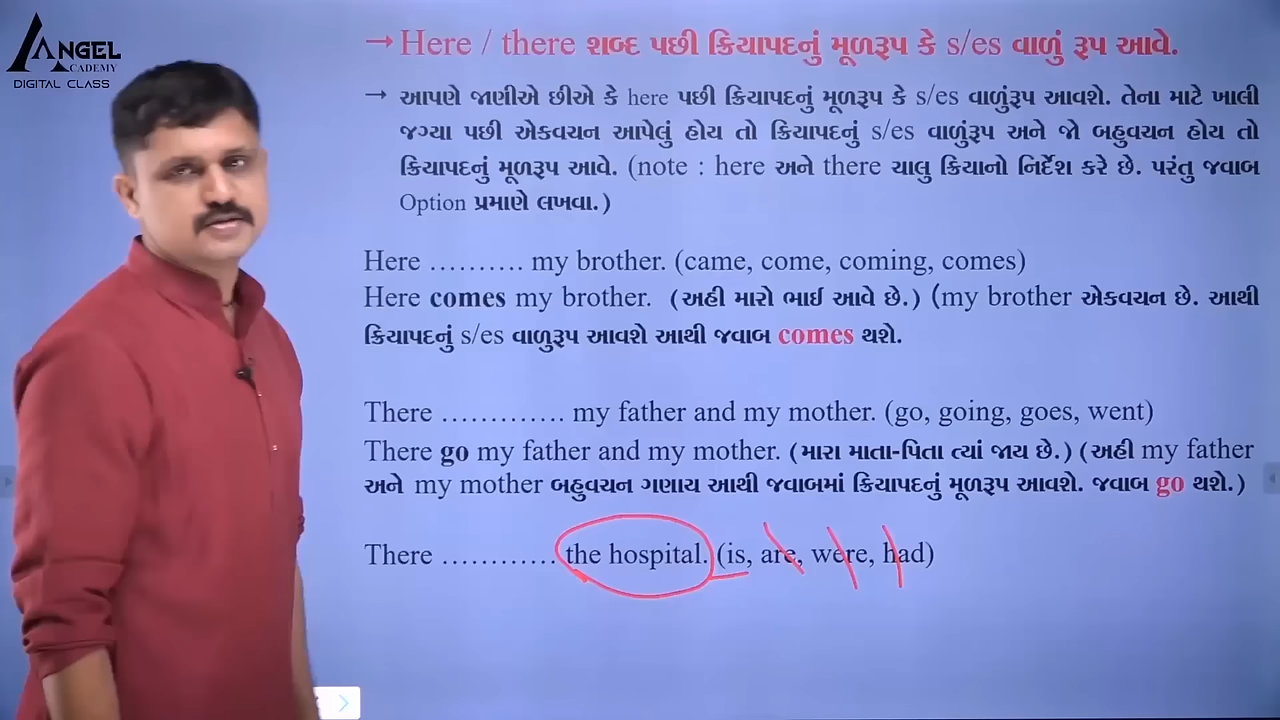 ANGEL
ACADEMY
DIGITAL CLASS
→ Here / there શબ્દ પછી ક્રિયાપદનું મૂળરૂપ કે s/es વાળું રૂપ આવે.
→ આપણે જાણીએ છીએ કે here પછી ક્રિયાપદનું મૂળરૂપ કે s/es વાળુંરૂપ આવશે. તેના માટે ખાલી
જગ્યા પછી એકવચન આપેલું હોય તો ક્રિયાપદનું s/es વાળુંરૂપ અને જો બહુવચન હોય તો
ક્રિયાપદનું મૂળરૂપ આવે. (note : here અને there ચાલુ ક્રિયાનો નિર્દેશ કરે છે. પરંતુ જવાબ
Option પ્રમાણે લખવા.)
Here .......... my brother. (came, come, coming, comes)
Here comes my brother. (અહી મારો ભાઈ આવે છે.) (my brother એકવચન છે. આથી
ક્રિયાપદનું s/es વાળુરૂપ આવશે આથી જવાબ comes થશે.
There ............. my father and my mother. (go, going, goes, went)
There go my father and my mother. (મારા માતા-પિતા ત્યાં જાય છે.) (અહી my father
અને my mother બહુવચન ગણાય આથી જવાબમાં ક્રિયાપદનું મૂળરૂપ આવશે. જવાબ go થશે.)
There ............ the hospital. (is, are, were, had)